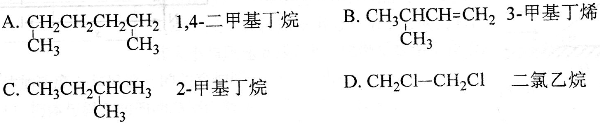 A. CH₂CH₂CH₂CH₂ 1,4-二甲基丁烷 B. CH₃CHCH=CH₂ 3-甲基丁烯
CH₃ CH₃ CH₃
C. CH₃CH₂CHCH₃ 2-甲基丁烷 D. CH₂Cl—CH₂Cl 二氯乙烷
CH₃